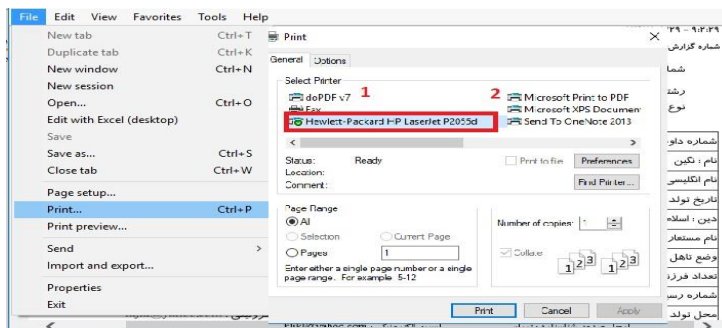 File Edit View Favorites Tools Help
New tab Ctrl+T
Duplicate tab Ctrl+K
New window Ctrl+N
New session
Open... Ctrl+O
Edit with Excel (desktop)
Save
Save as... Ctrl+S
Close tab Ctrl+W
Page setup...
Print... Ctrl+P
Print preview...
Send >
Import and export...
Properties
Exit
Print
General Options
Select Printer
doPDF v7 1
2 Microsoft Print to PDF
Fax
Microsoft XPS Documen
Hewlett-Packard HP LaserJet P2055d
Send To OneNote 2013
Status: Ready
Location:
Comment:
Print to file Preferences
Find Printer...
Page Range
All
Selection Current Page
Pages 1
Enter either a single page number or a single
page range. For example 5-12
Number of copies: 1
Collate
1 2 3 1 2 3
Print Cancel Apply
شماره گزارش
شما
رشته
نوع
شماره داو
نام : نگین
نام انگلیسی
تاریخ تولد
دین : اسلا
نام مستعار
وضع تاهل
تعداد فرز
شماره
محل تولد